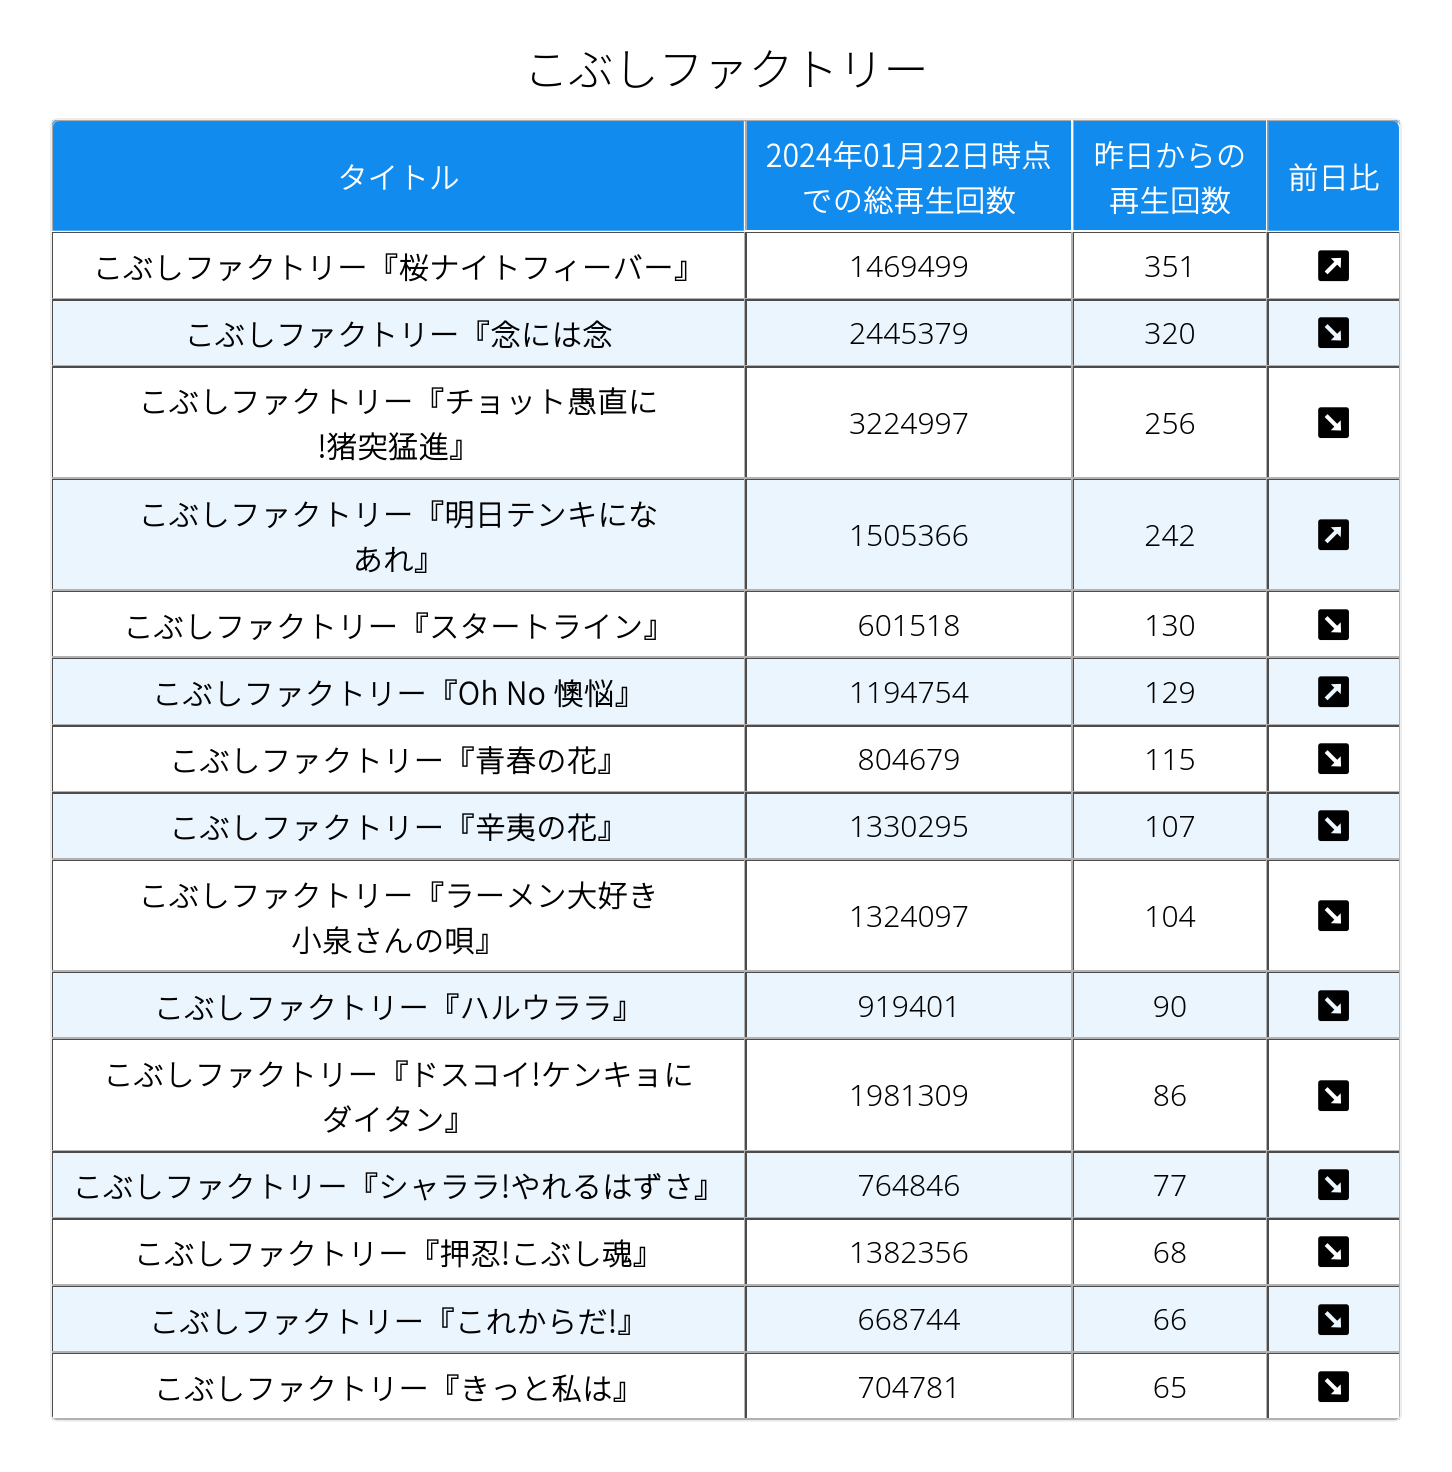 こぶしファクトリー
タイトル
2024年01月22日時点
での総再生回数
昨日からの
再生回数
前日比
こぶしファクトリー『桜ナイトフィーバー』 1469499 351
こぶしファクトリー『念には念 2445379 320
こぶしファクトリー『チョット愚直に
!猪突猛進』
3224997 256
こぶしファクトリー『明日テンキにな
あれ』
1505366 242
こぶしファクトリー『スタートライン』 601518 130
こぶしファクトリー『Oh No 懊悩』 1194754 129
こぶしファクトリー『青春の花』 804679 115
こぶしファクトリー『辛夷の花』 1330295 107
こぶしファクトリー『ラーメン大好き
小泉さんの唄』
1324097 104
こぶしファクトリー『ハルウララ』 919401 90
こぶしファクトリー『ドスコイ!ケンキョに
ダイタン』
1981309 86
こぶしファクトリー『シャララ!やれるはずさ』 764846 77
こぶしファクトリー『押忍!こぶし魂』 1382356 68
こぶしファクトリー『これからだ!』 668744 66
こぶしファクトリー『きっと私は』 704781 65